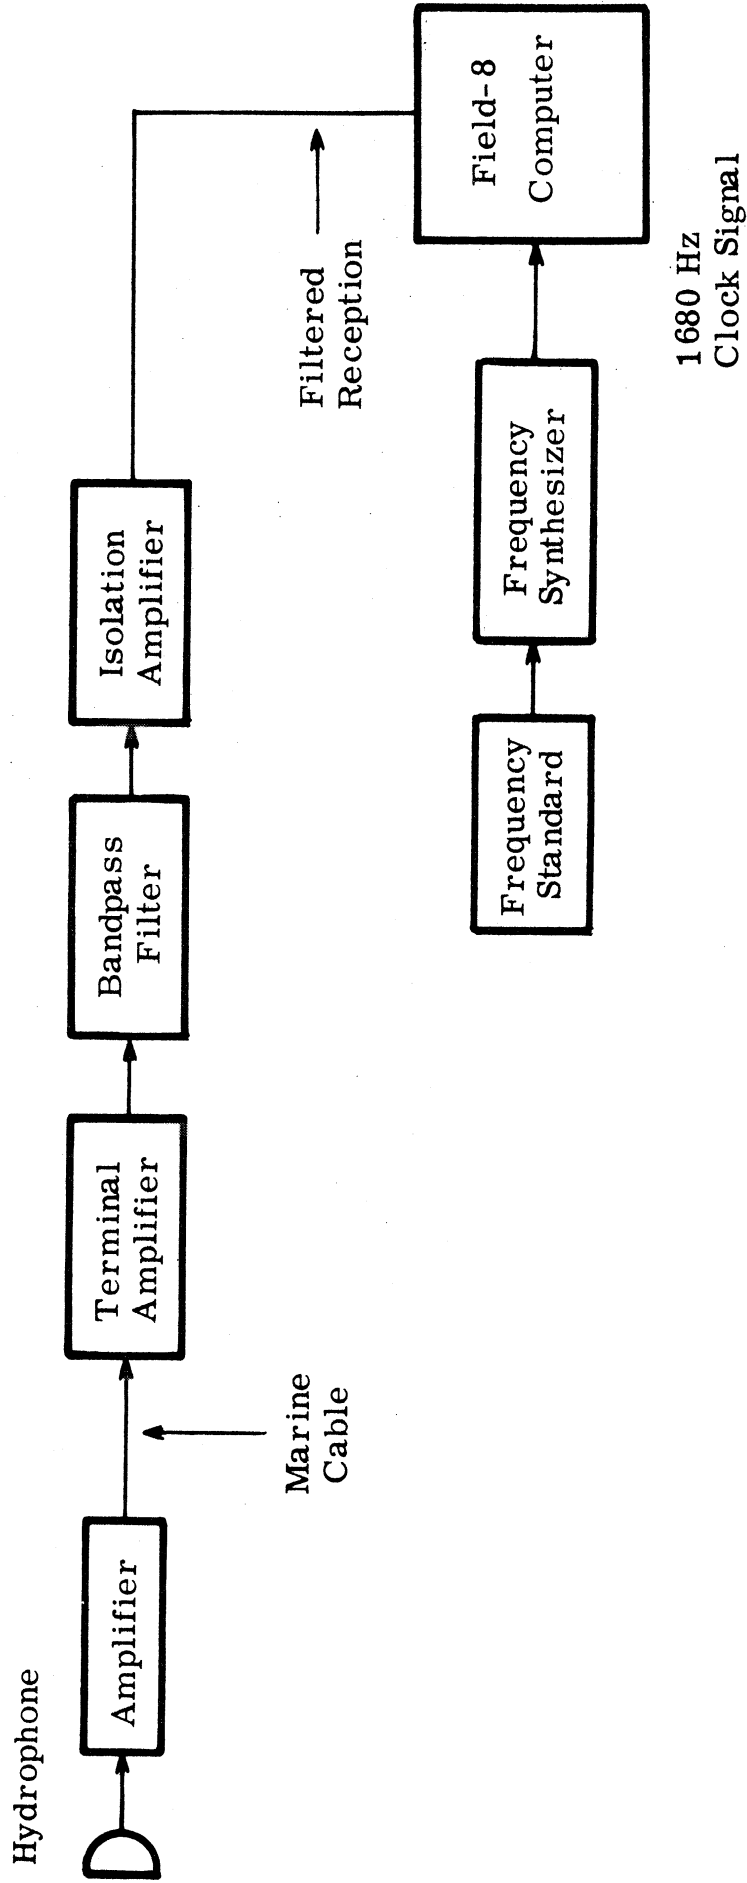 Hydrophone
Amplifier
Marine
Cable
Terminal
Amplifier
Bandpass
Filter
Isolation
Amplifier
Filtered
Reception
Frequency
Standard
Frequency
Synthesizer
1680 Hz
Clock Signal
Field-8
Computer